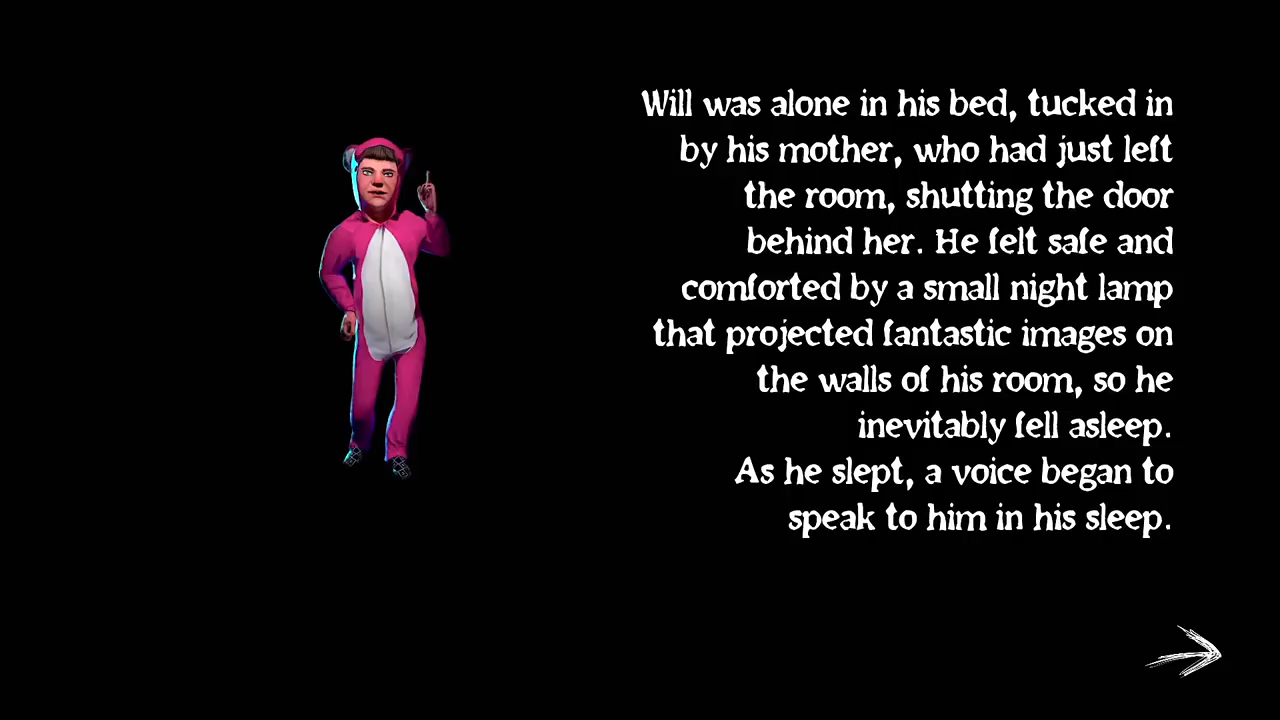 Will was alone in his bed, tucked in
by his mother, who had just left
the room, shutting the door
behind her. He felt safe and
comforted by a small night lamp
that projected fantastic images on
the walls of his room, so he
inevitably fell asleep.
As he slept, a voice began to
speak to him in his sleep.